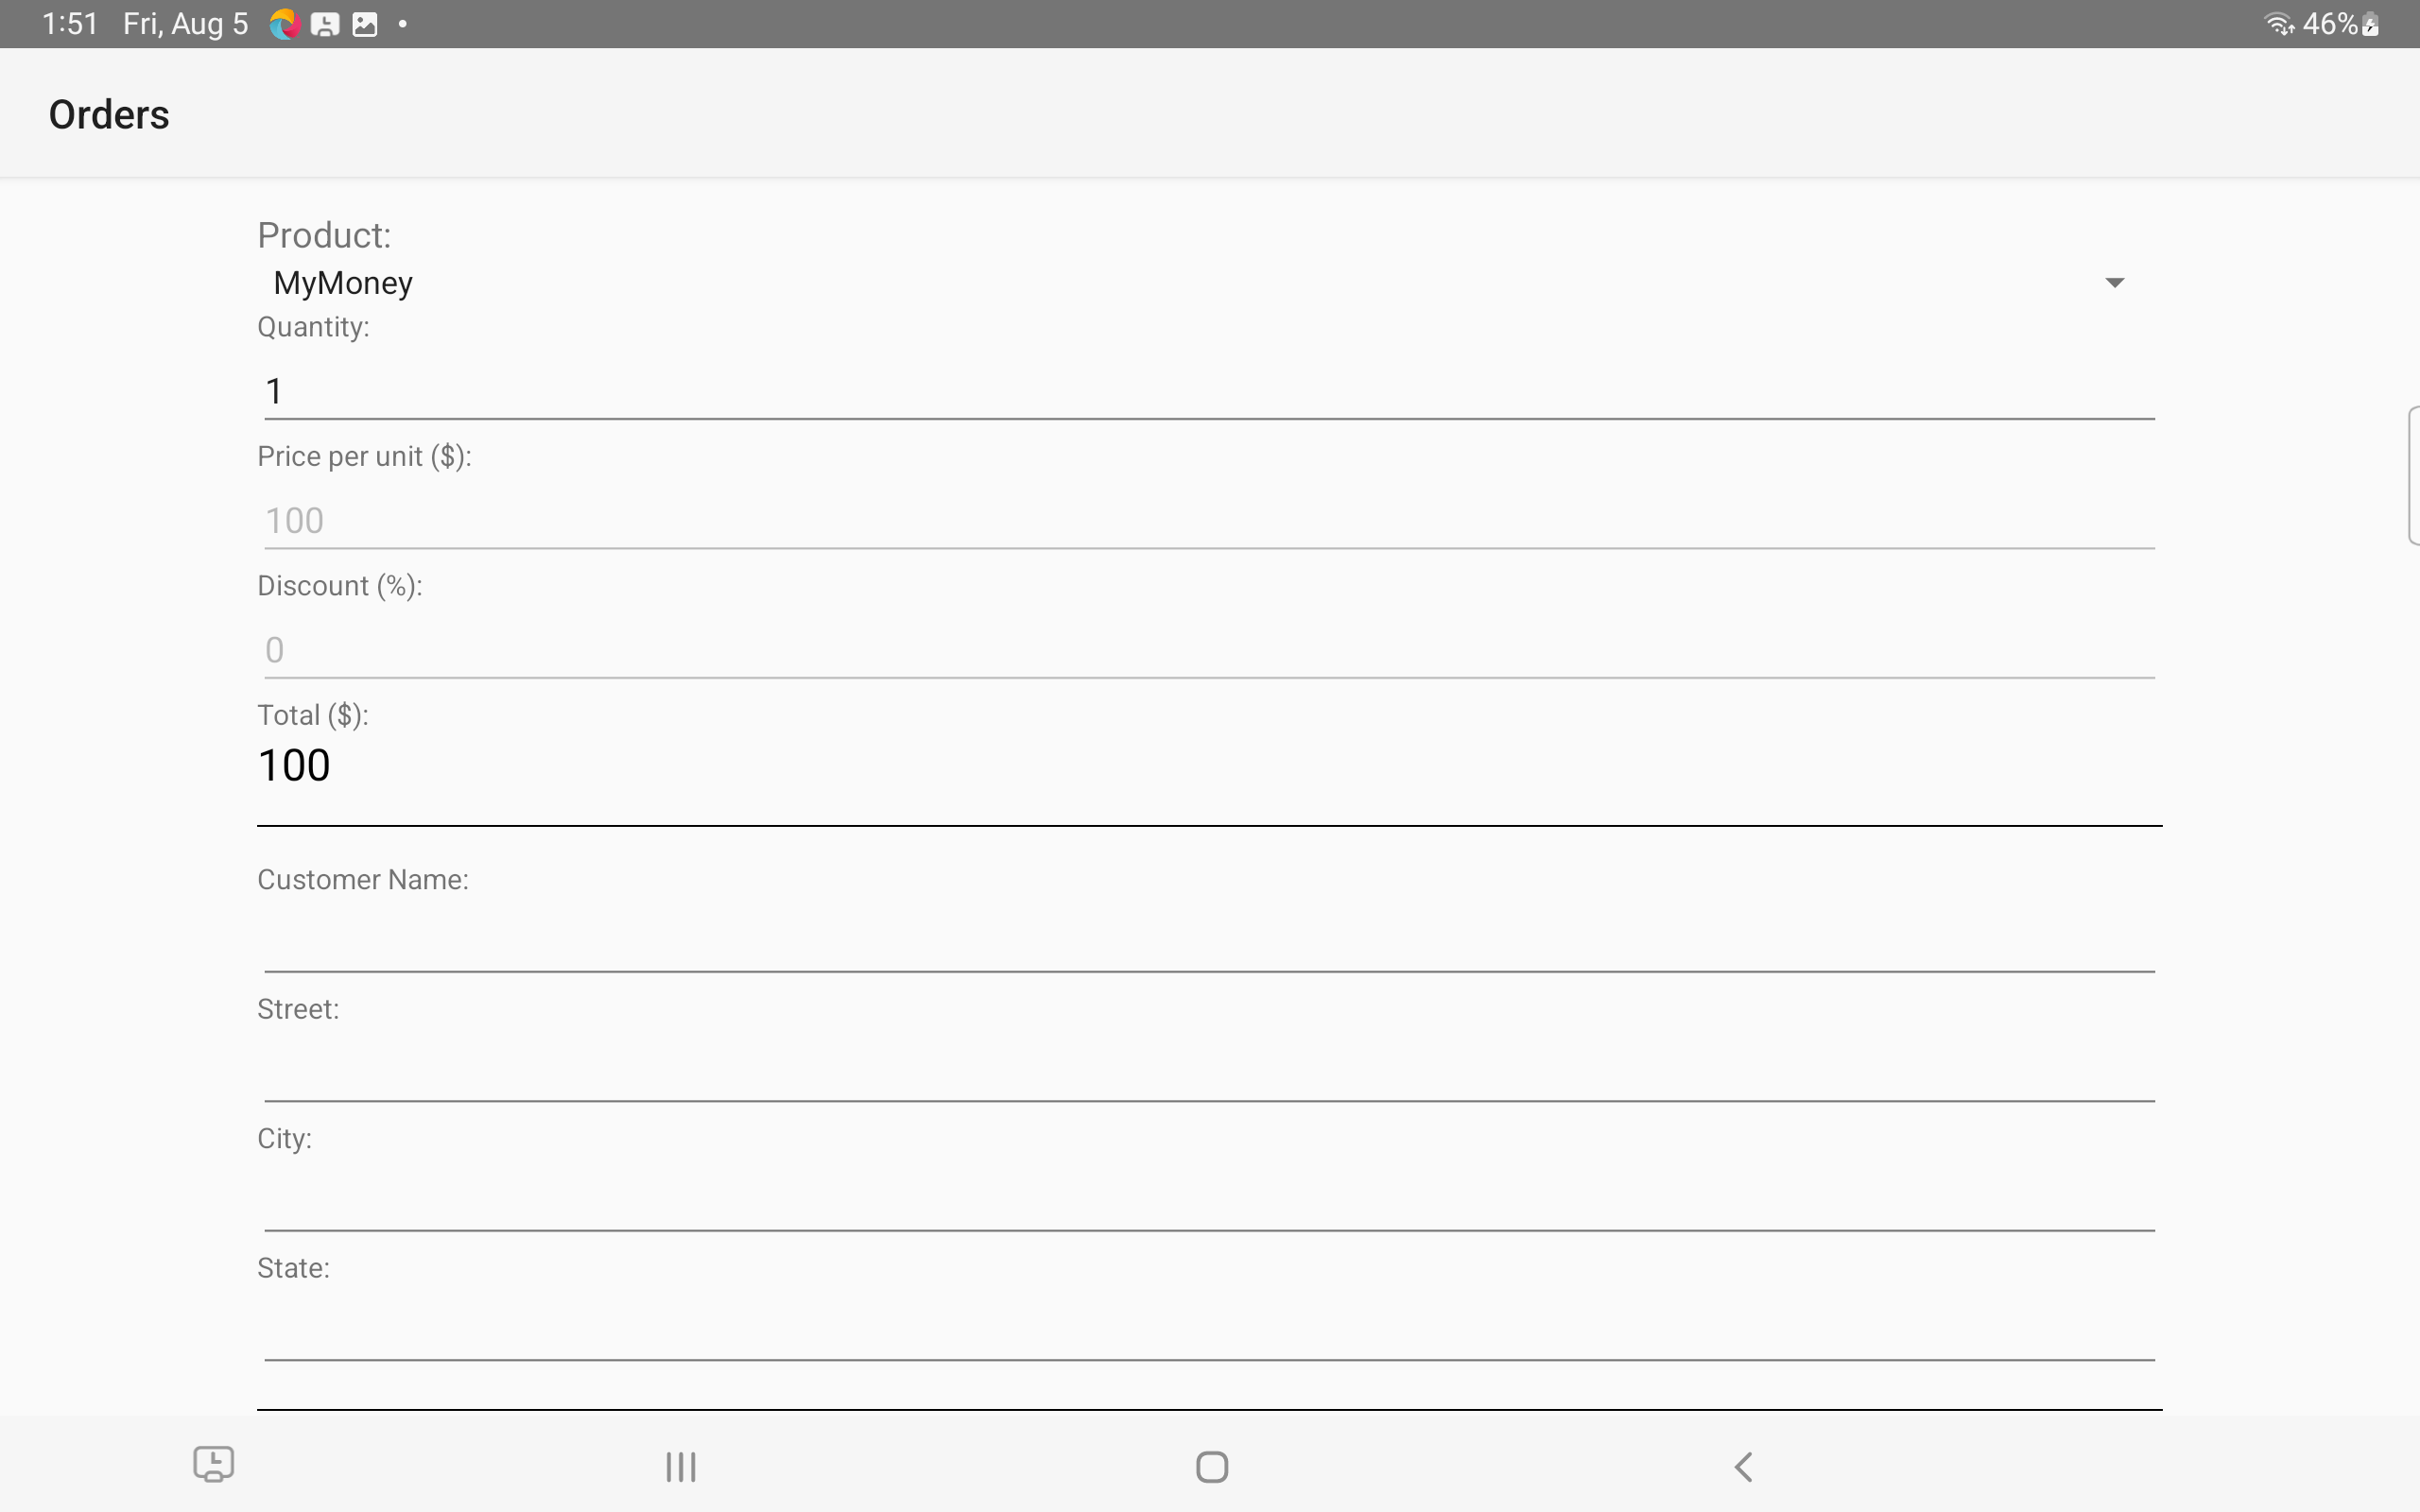 1:51 Fri, Aug 5 46%
Orders
Product:
MyMoney
Quantity:
1
Price per unit ($):
100
Discount (%):
0
Total ($):
100
Customer Name:
Street:
City:
State: